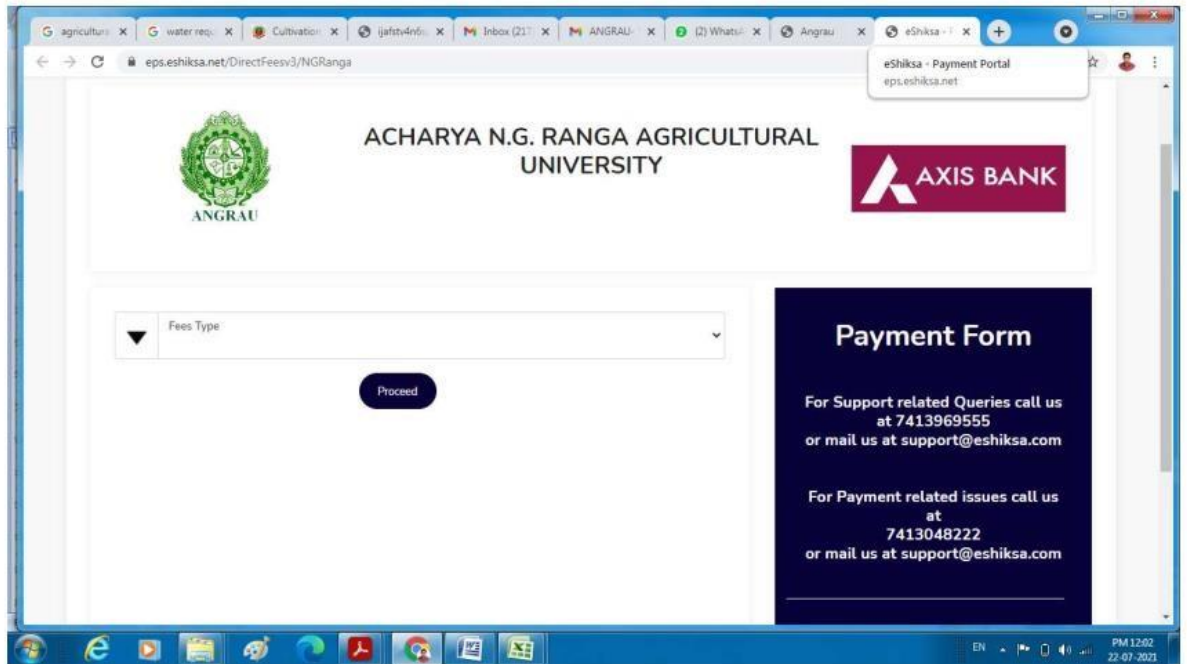 agricultur
water req
Cultivation
ijafstv4n6
Inbox (217
ANGRAU-
(2) WhatsA
Angrau
eShiksa -
eps.eshiksa.net/DirectFeesv3/NGRanga
eShiksa - Payment Portal
eps.eshiksa.net
ACHARYA N.G. RANGA AGRICULTURAL
UNIVERSITY
ANGRAU
AXIS BANK
Fees Type
Proceed
Payment Form
For Support related Queries call us
at 7413969555
or mail us at support@eshiksa.com
For Payment related issues call us
at
7413048222
or mail us at support@eshiksa.com
EN
PM 12:02
22-07-2021